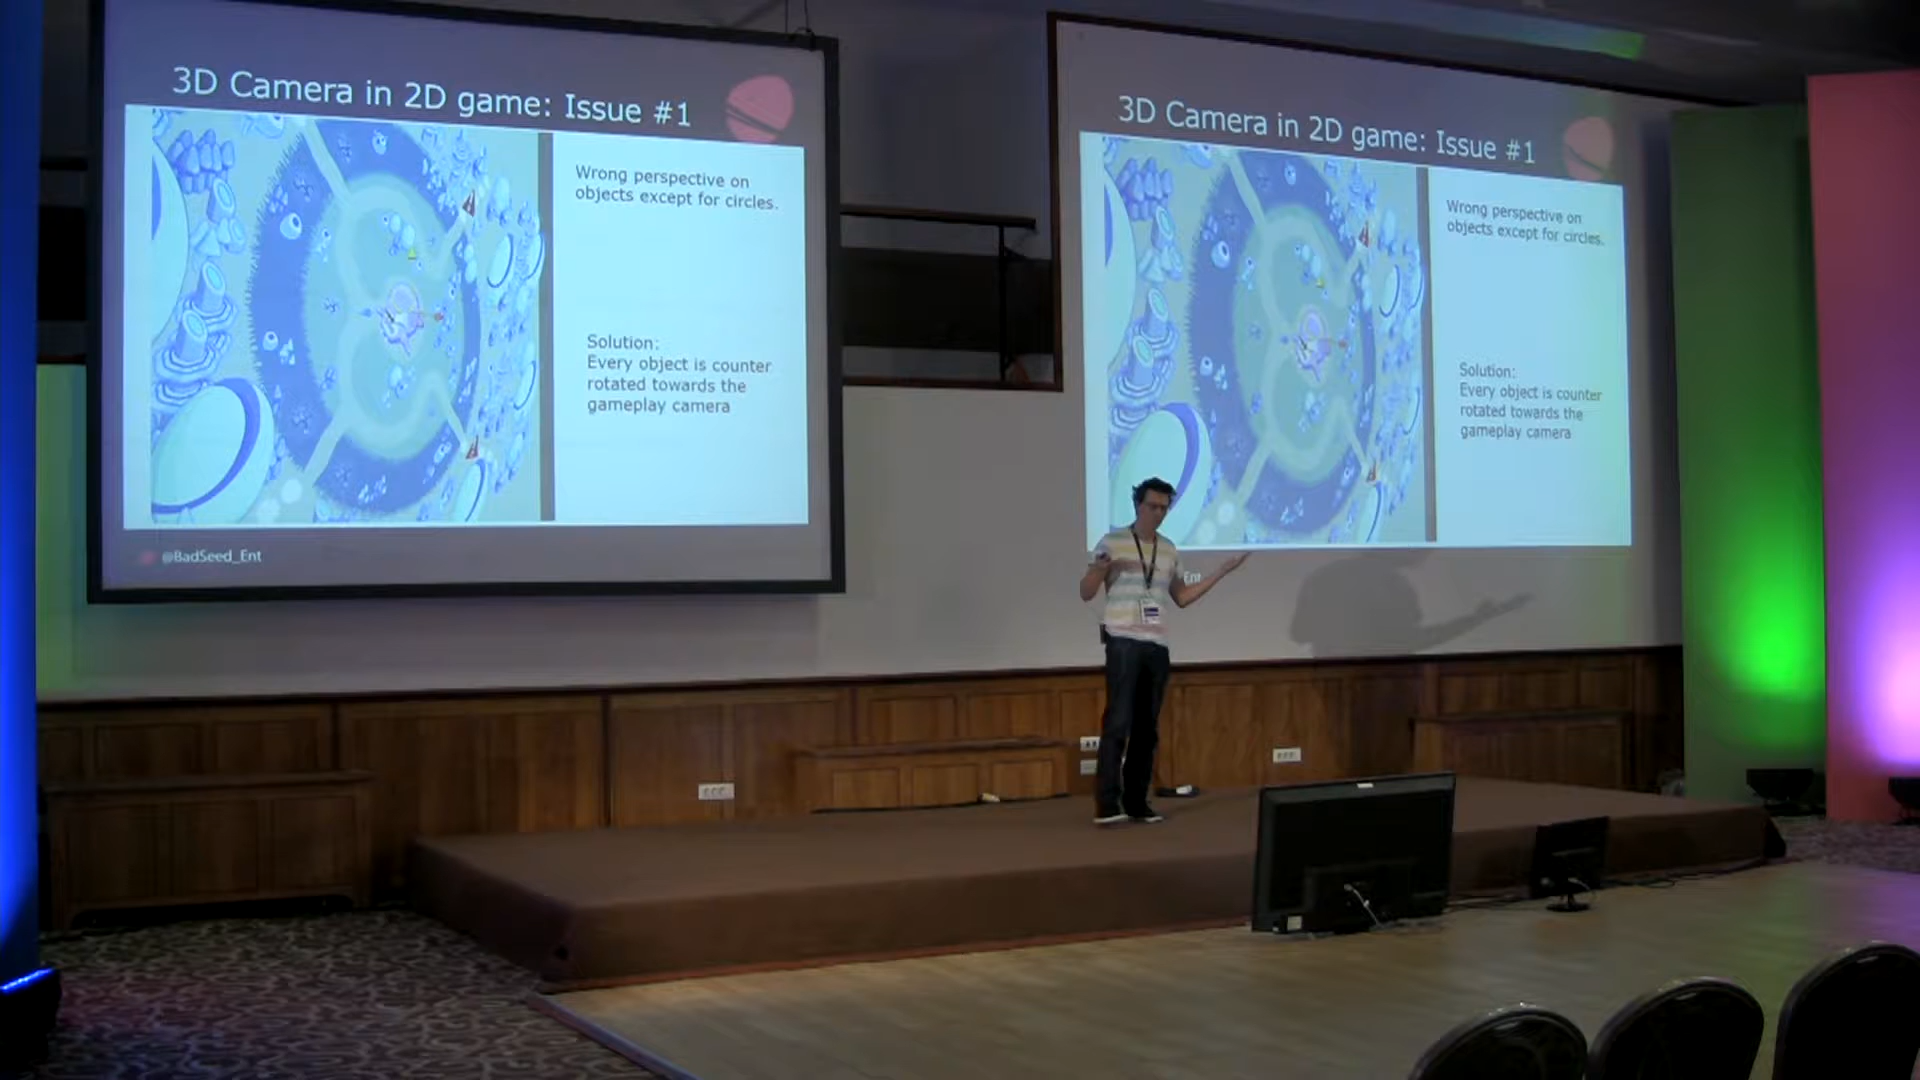 3D Camera in 2D game: Issue #1
Wrong perspective on
objects except for circles.
Solution:
Every object is counter
rotated towards the
gameplay camera
@BadSeed_Ent
3D Camera in 2D game: Issue #1
Wrong perspective on
objects except for circles.
Solution:
Every object is counter
rotated towards the
gameplay camera
Ent